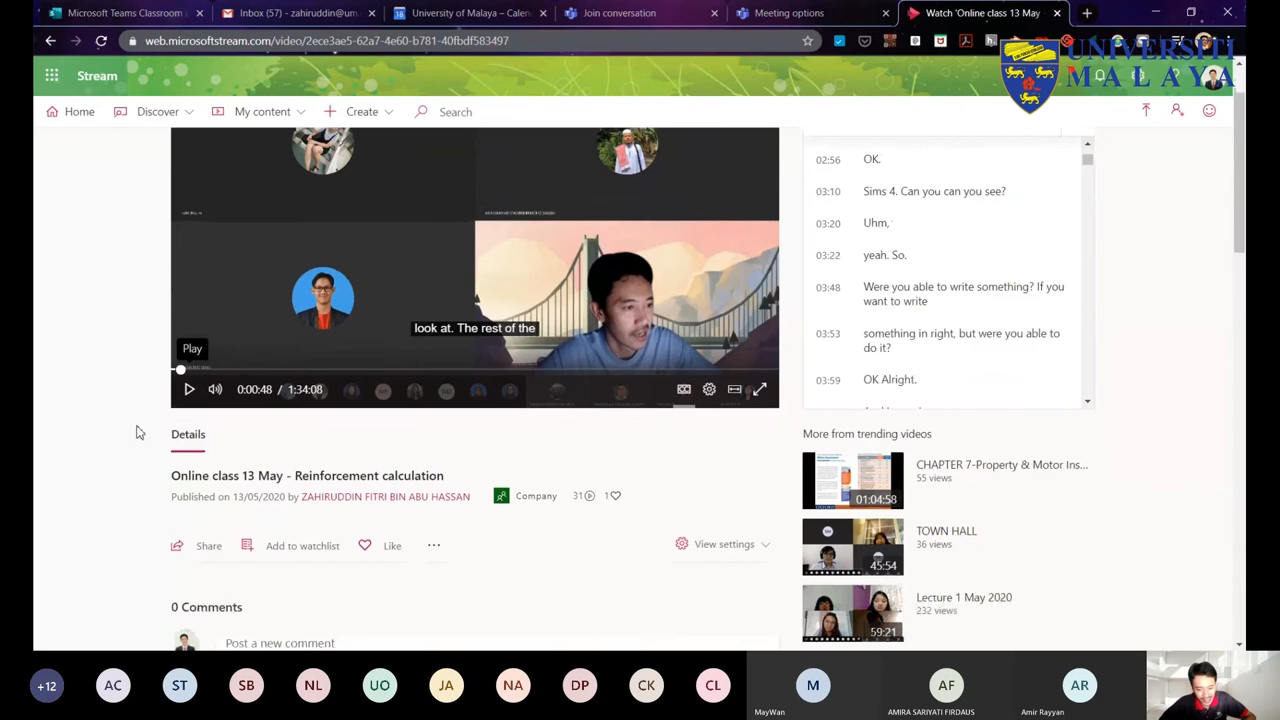 Microsoft Teams Classroom
Inbox (57) - zahiruddin@um.
University of Malaya – Cale
Join conversation
Meeting options
Watch 'Online class 13 May
web.microsoftstream.com/video/2ece3ae5-62a7-4e60-b781-40fbdf583497
UNIVERSITI
MALAYA
Stream
Home
Discover
My content
Create
Search
02:56 OK.
03:10 Sims 4. Can you can you see?
03:20 Uhm,
03:22 yeah. So.
03:48 Were you able to write something? If you
want to write
03:53 something in right, but were you able to
do it?
03:59 OK Alright.
look at. The rest of the
Play
0:00:48 / 1:34:08
Details
Online class 13 May - Reinforcement calculation
Published on 13/05/2020 by ZAHIRUDDIN FITRI BIN ABU HASSAN
Company
31
1
Share
Add to watchlist
Like
...
View settings
0 Comments
Post a new comment
More from trending videos
CHAPTER 7-Property & Motor Ins...
55 views
01:04:58
TOWN HALL
36 views
45:54
Lecture 1 May 2020
232 views
59:21
+12
AC
ST
SB
NL
UO
JA
NA
DP
CK
CL
M
MayWan
AF
AMIRA SARIYATI FIRDAUS
AR
Amir Rayyan